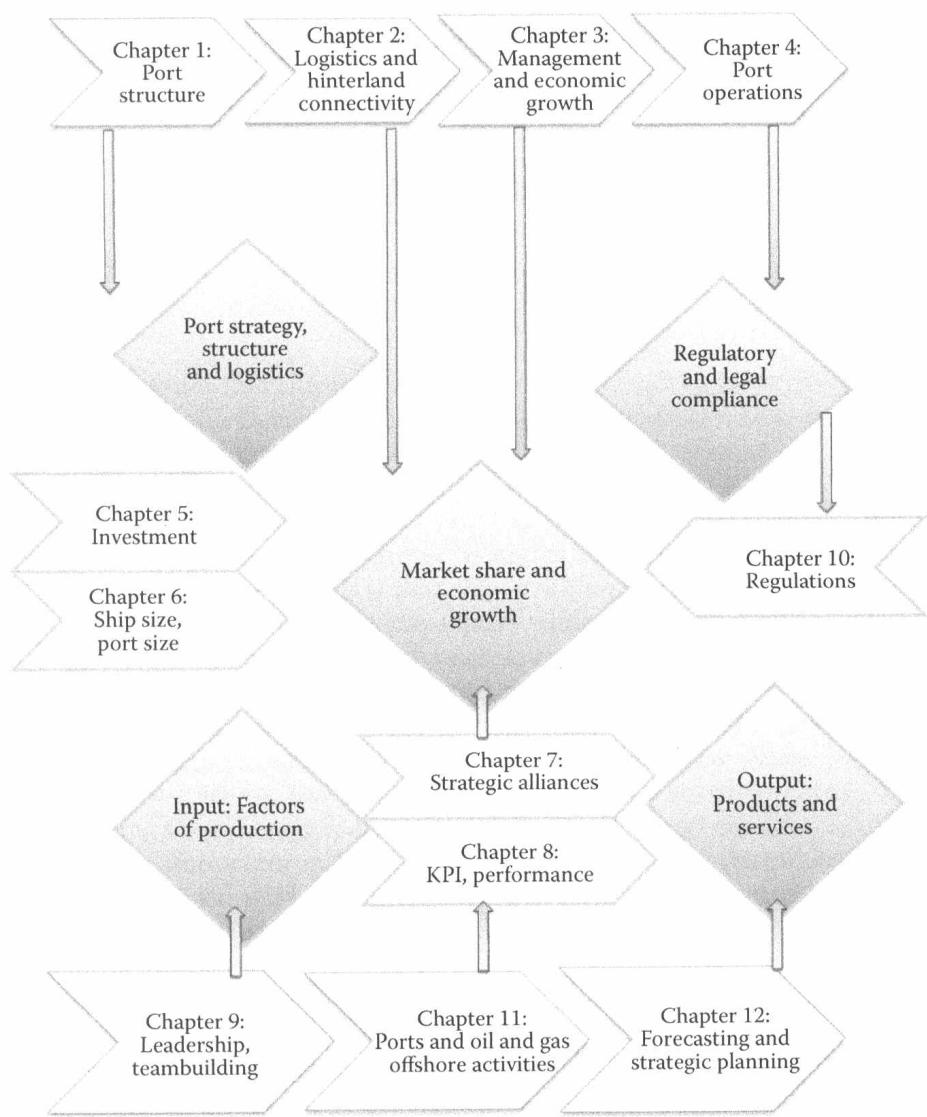 Chapter 1:
Port
structure
Chapter 2:
Logistics and
hinterland
connectivity
Chapter 3:
Management
and economic
growth
Chapter 4:
Port
operations
Port strategy,
structure
and logistics
Regulatory
and legal
compliance
Chapter 5:
Investment
Chapter 6:
Ship size,
port size
Market share and
economic
growth
Chapter 10:
Regulations
Input: Factors
of production
Chapter 7:
Strategic alliances
Chapter 8:
KPI, performance
Output:
Products and
services
Chapter 9:
Leadership,
teambuilding
Chapter 11:
Ports and oil and gas
offshore activities
Chapter 12:
Forecasting and
strategic planning